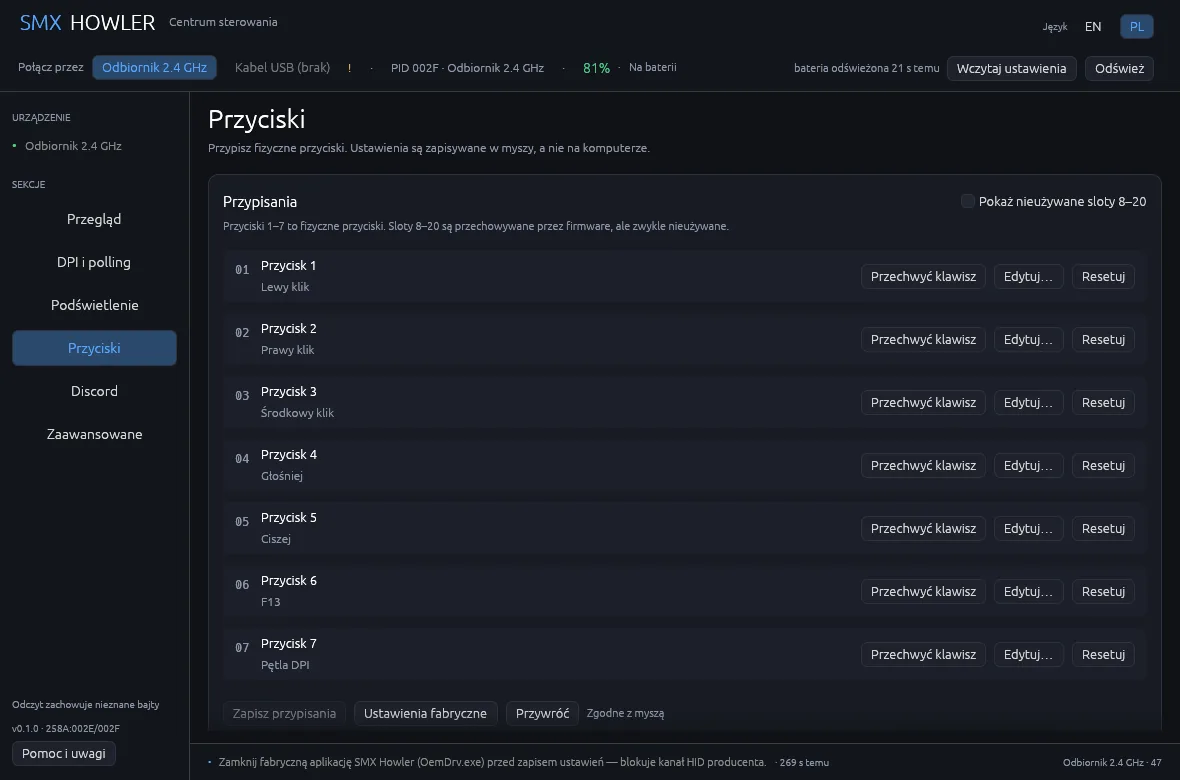 SMX HOWLER Centrum sterowania Język EN PL
Połącz przez Odbiornik 2.4 GHz Kabel USB (brak) ! · PID 002F · Odbiornik 2.4 GHz · 81% · Na baterii bateria odświeżona 21 s temu Wczytaj ustawienia Odśwież
URZĄDZENIE
• Odbiornik 2.4 GHz
SEKCJE
Przegląd
DPI i polling
Podświetlenie
Przyciski
Discord
Zaawansowane
Odczyt zachowuje nieznane bajty
v0.1.0 · 258A:002E/002F
Pomoc i uwagi
Przyciski
Przypisz fizyczne przyciski. Ustawienia są zapisywane w myszy, a nie na komputerze.
Przypisania Pokaż nieużywane sloty 8–20
Przyciski 1–7 to fizyczne przyciski. Sloty 8–20 są przechowywane przez firmware, ale zwykle nieużywane.
01 Przycisk 1 Przechwyć klawisz Edytuj… Resetuj
Lewy klik
02 Przycisk 2 Przechwyć klawisz Edytuj… Resetuj
Prawy klik
03 Przycisk 3 Przechwyć klawisz Edytuj… Resetuj
Środkowy klik
04 Przycisk 4 Przechwyć klawisz Edytuj… Resetuj
Głośniej
05 Przycisk 5 Przechwyć klawisz Edytuj… Resetuj
Ciszej
06 Przycisk 6 Przechwyć klawisz Edytuj… Resetuj
F13
07 Przycisk 7 Przechwyć klawisz Edytuj… Resetuj
Pętla DPI
Zapisz przypisania Ustawienia fabryczne Przywróć Zgodne z myszą
• Zamknij fabryczną aplikację SMX Howler (OemDrv.exe) przed zapisem ustawień — blokuje kanał HID producenta. · 269 s temu Odbiornik 2.4 GHz · 47